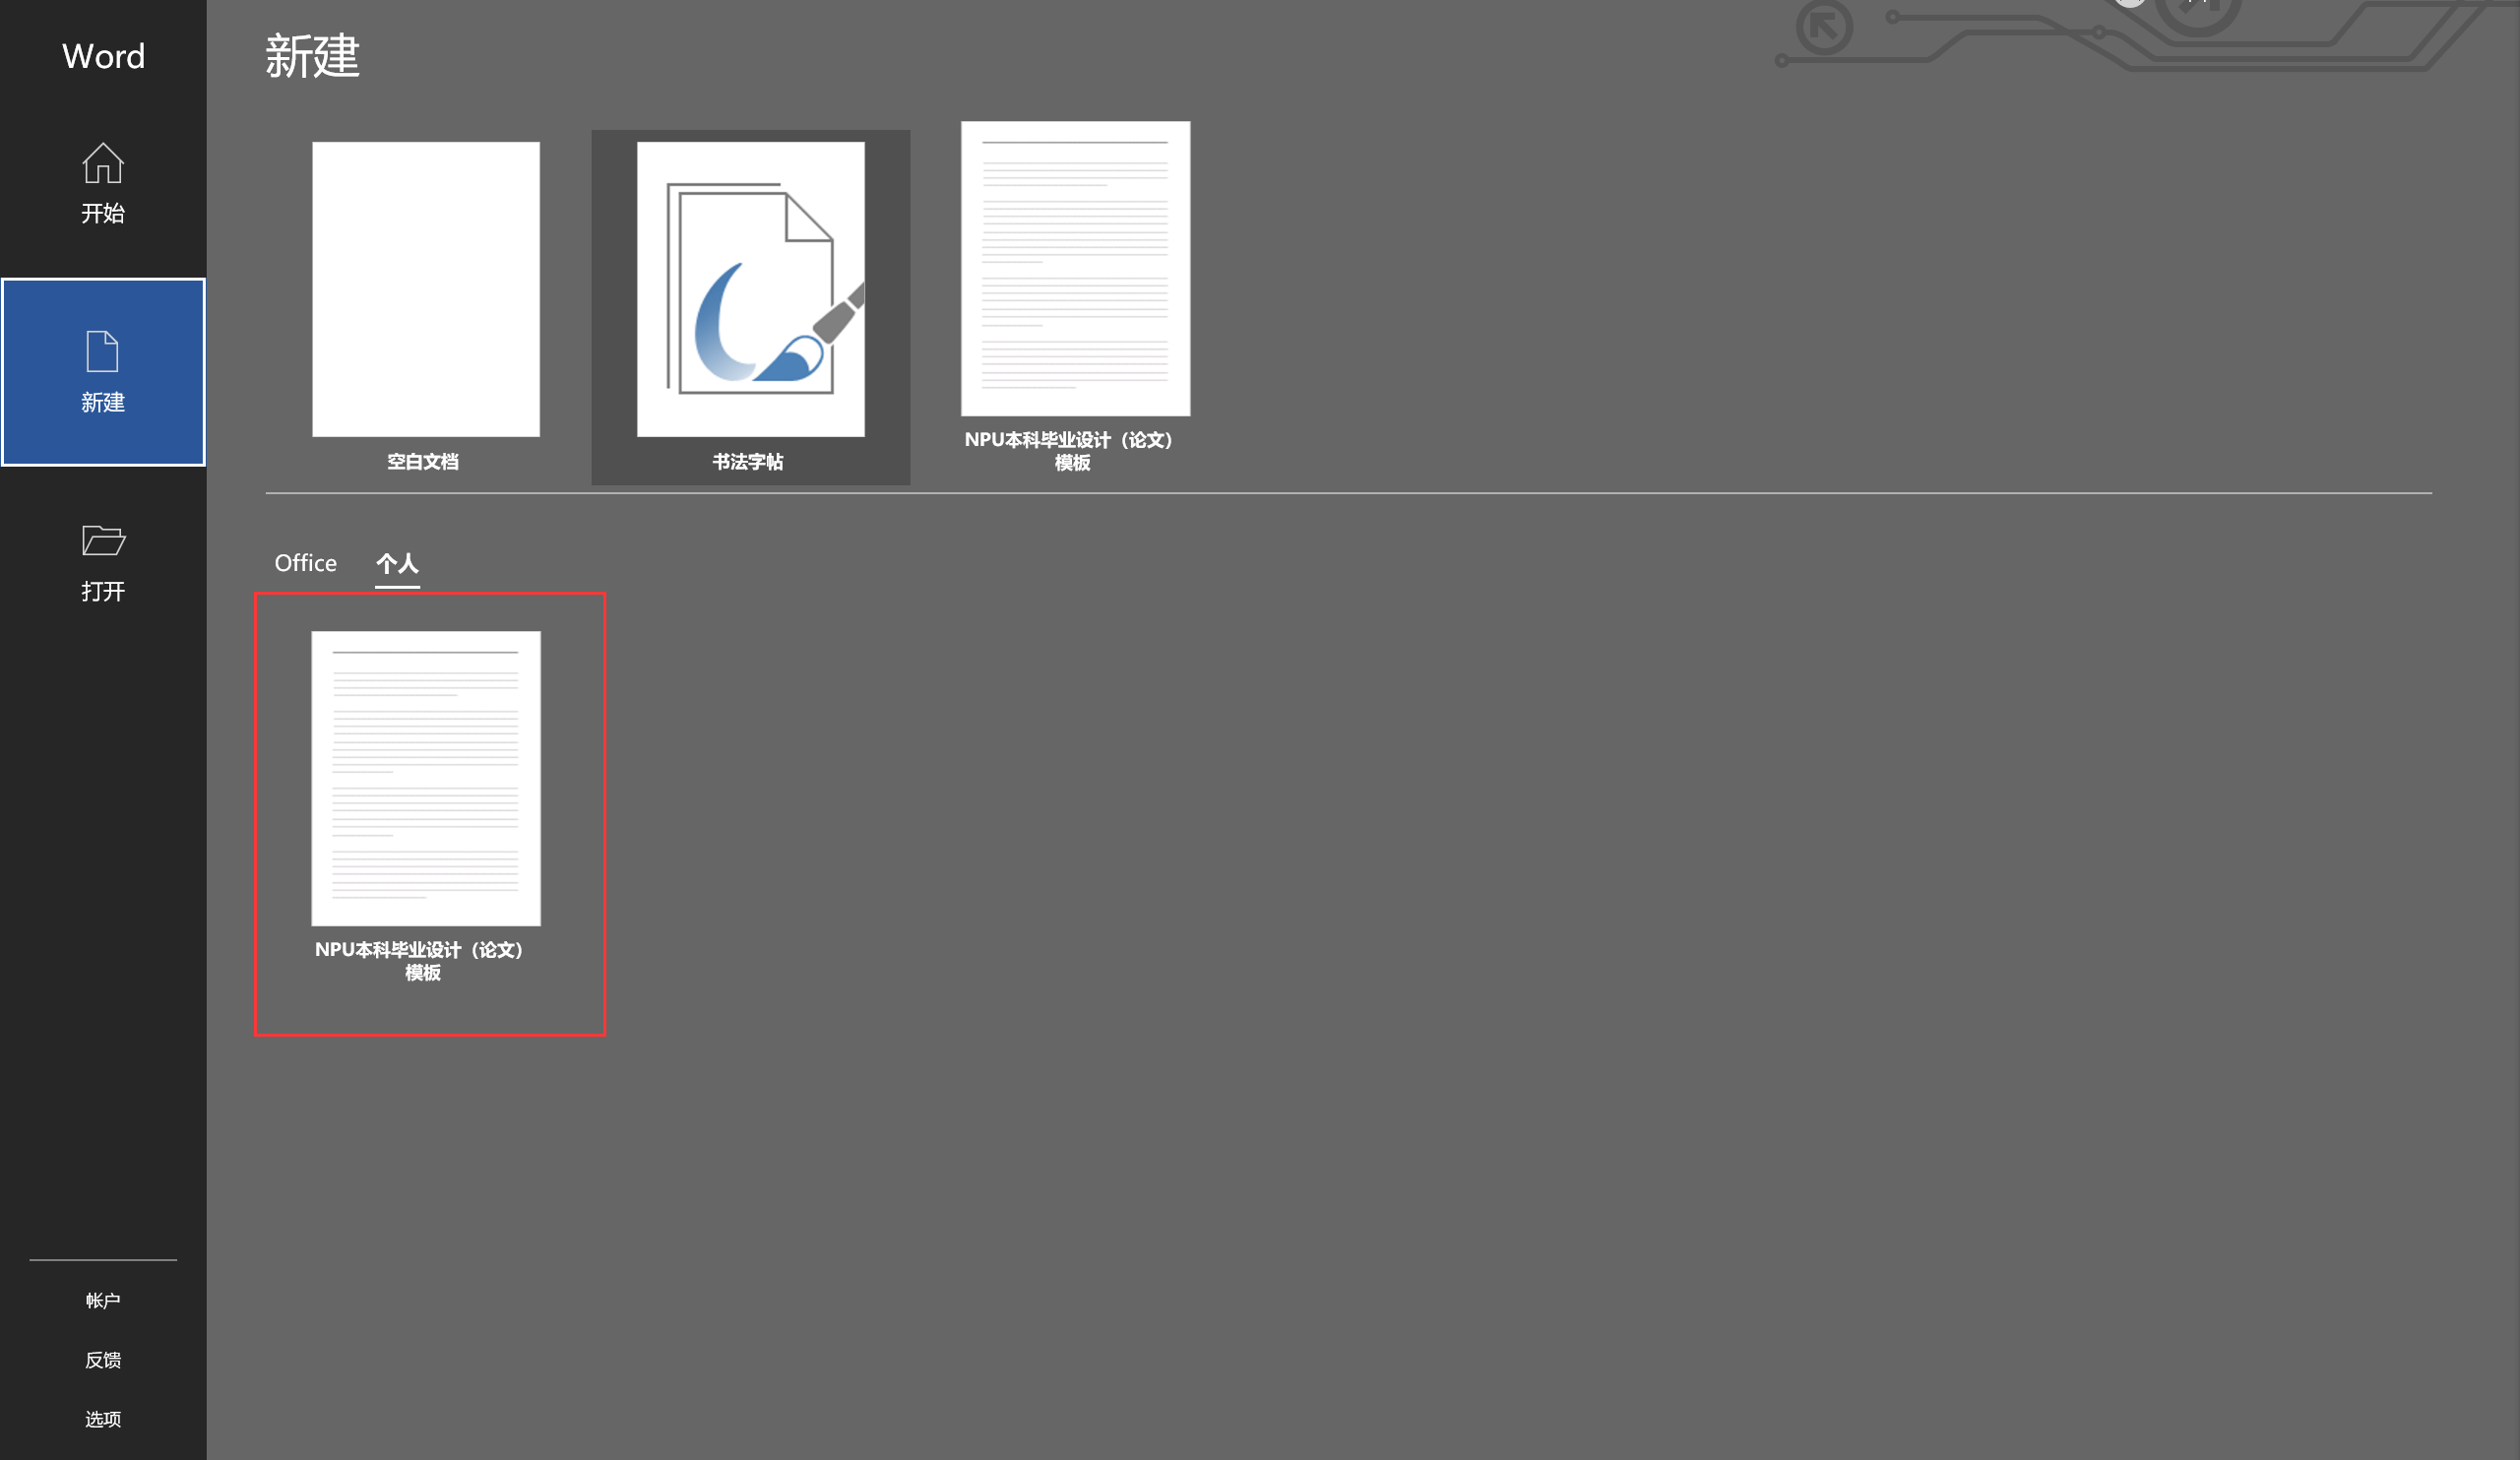 Word
开始
新建
打开
帐户
反馈
选项
新建
空白文档
书法字帖
NPU本科毕业设计（论文）
模板
Office
个人
NPU本科毕业设计（论文）
模板